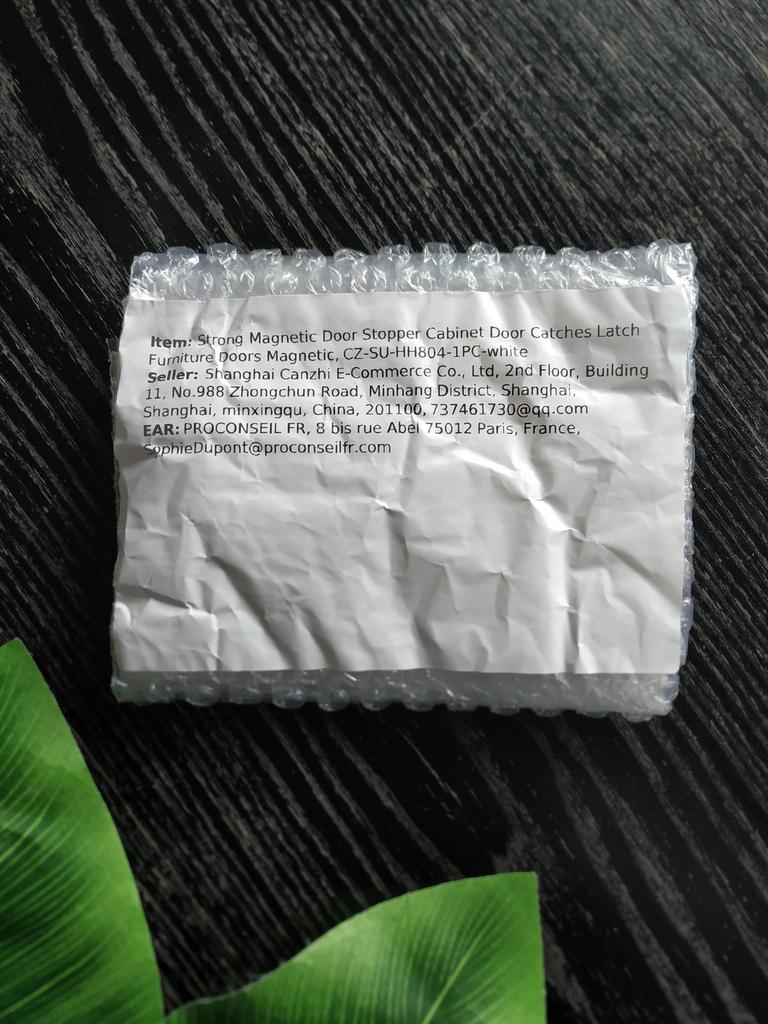 Item: Strong Magnetic Door Stopper Cabinet Door Catches Latch
Furniture Doors Magnetic, CZ-SU-HH804-1PC-white
Seller: Shanghai Canzhi E-Commerce Co., Ltd, 2nd Floor, Building
11, No.988 Zhongchun Road, Minhang District, Shanghai,
Shanghai, minxingqu, China, 201100, 737461730@qq.com
EAR: PROCONSEIL FR, 8 bis rue Abel 75012 Paris, France,
SophieDupont@proconseilfr.com